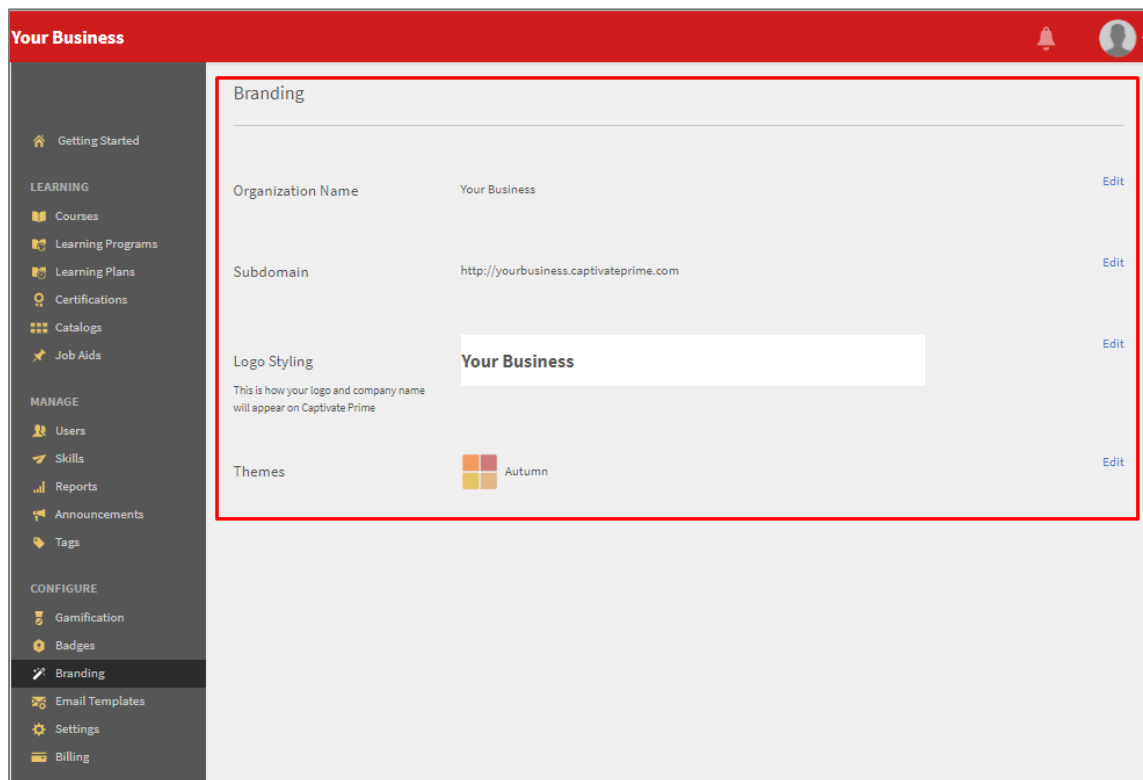 Your Business
Getting Started
LEARNING
Courses
Learning Programs
Learning Plans
Certifications
Catalogs
Job Aids
MANAGE
Users
Skills
Reports
Announcements
Tags
CONFIGURE
Gamification
Badges
Branding
Email Templates
Settings
Billing
Branding
Organization Name
Your Business
Edit
Subdomain
http://yourbusiness.captivateprime.com
Edit
Logo Styling
This is how your logo and company name
will appear on Captivate Prime
Your Business
Edit
Themes
Autumn
Edit